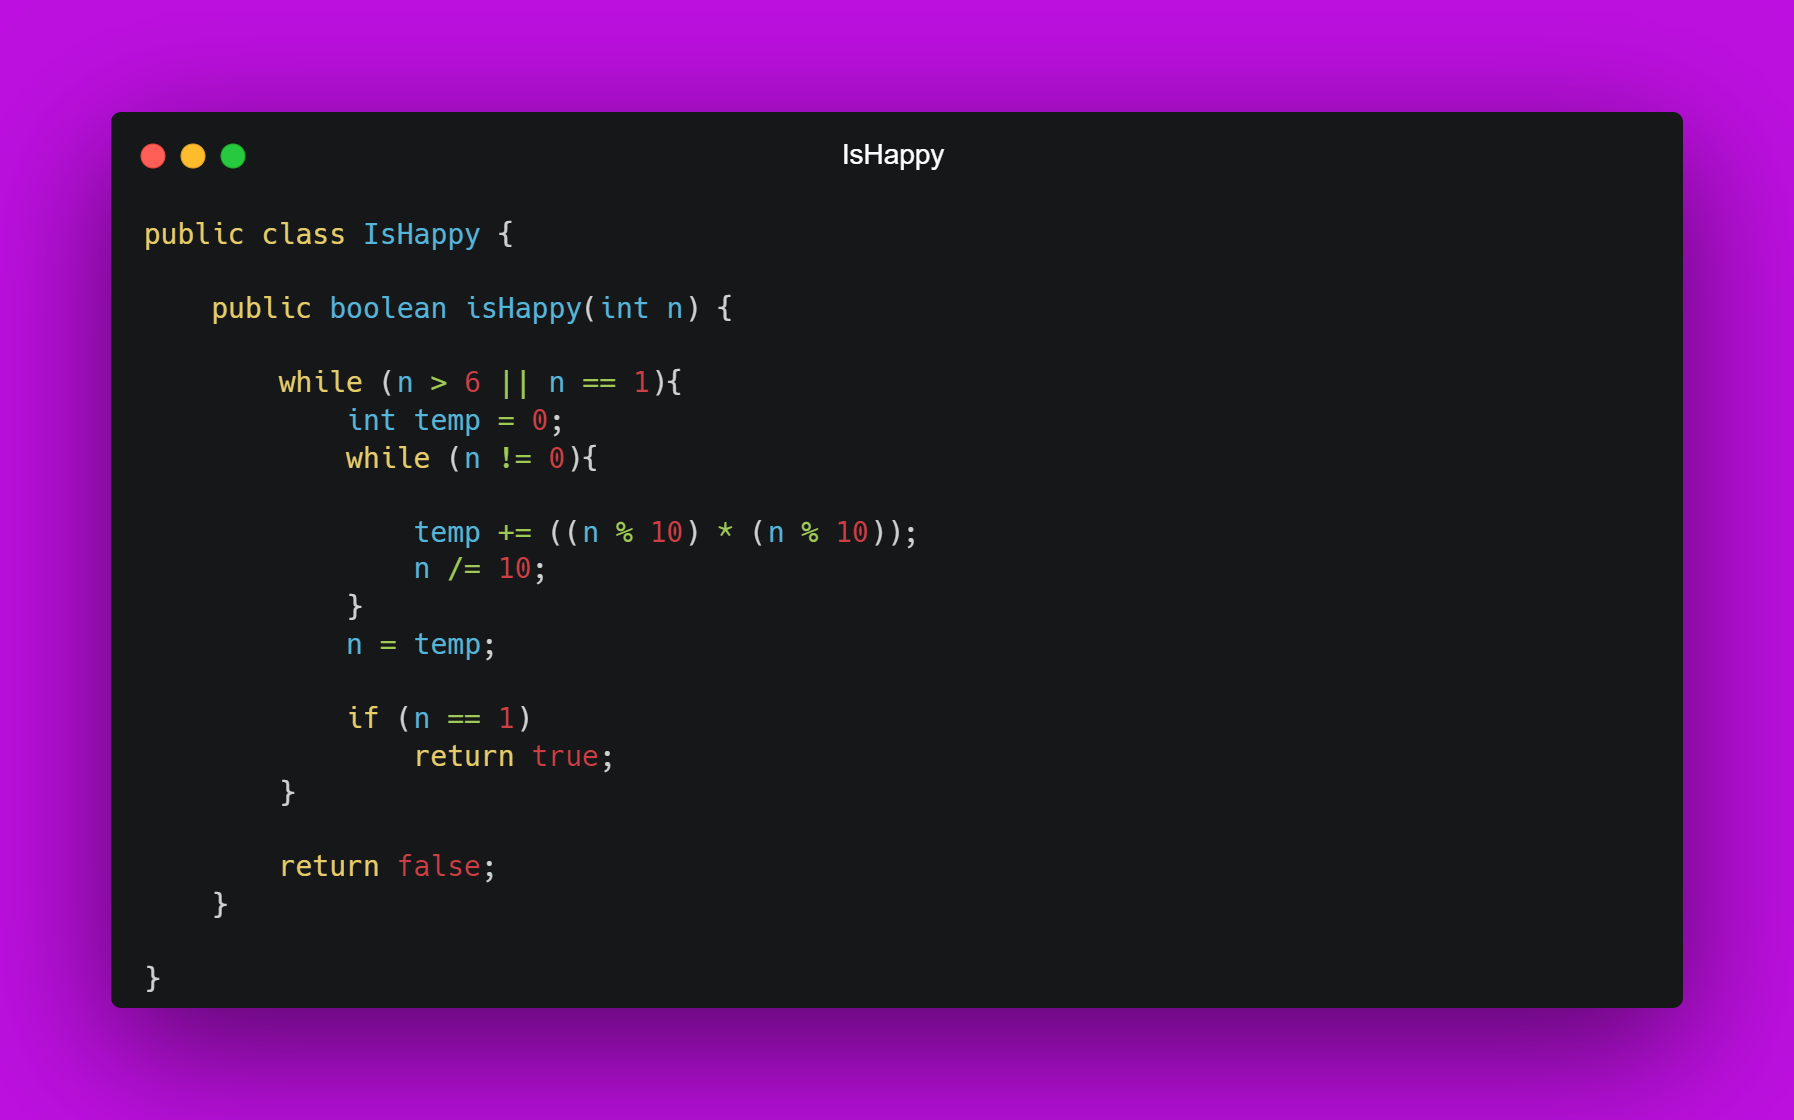 IsHappy
public class IsHappy {
    public boolean isHappy(int n) {
        while (n > 6 || n == 1){
            int temp = 0;
            while (n != 0){
                temp += ((n % 10) * (n % 10));
                n /= 10;
            }
            n = temp;
            if (n == 1)
                return true;
        }
        return false;
    }
}